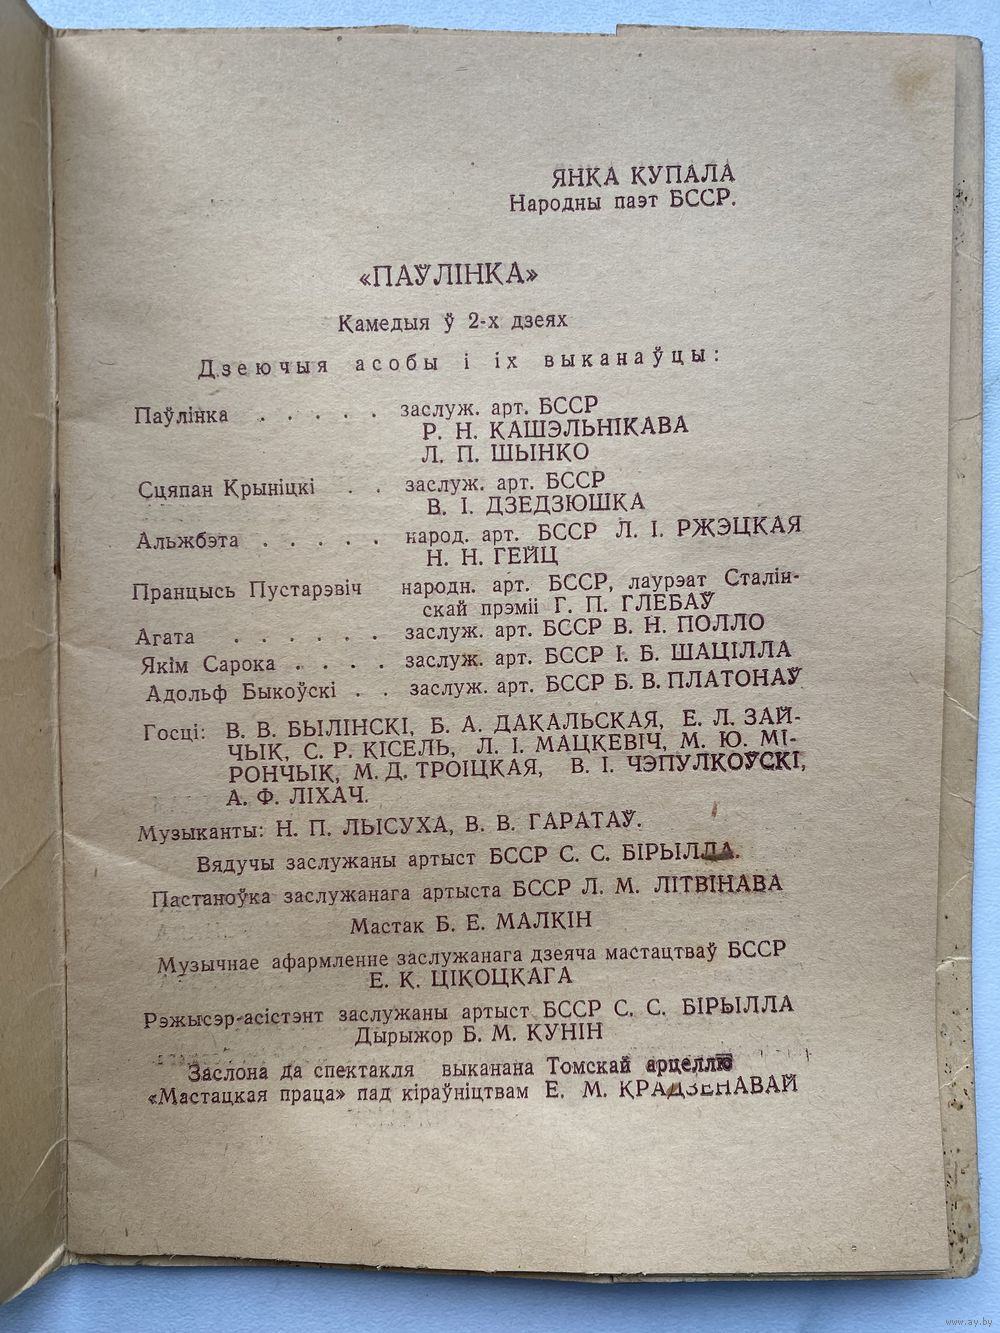 ЯНКА КУПАЛА
Народны паэт БССР.
«ПАЎЛІНКА»
Камедыя ў 2-х дзеях
Дзеючыя асобы і іх выканаўцы:
Паўлінка . . . . . заслуж. арт. БССР
Р. Н. КАШЭЛЬНІКАВА
Л. П. ШЫНКО
Сцяпан Крыніцкі . . заслуж. арт. БССР
В. І. ДЗЕДЗЮШКА
Альжбэта . . . . . народ. арт. БССР Л. І. РЖЭЦКАЯ
Н. Н. ГЕЙЦ
Пранцысь Пустарэвіч народн. арт. БССР, лаурэат Сталін-
скай прэміі Г. П. ГЛЕБАЎ
Агата . . . . . . заслуж. арт. БССР В. Н. ПОЛЛО
Якім Сарока . . . . заслуж. арт. БССР І. Б. ШАЦІЛЛА
Адольф Быкоўскі . . заслуж. арт. БССР Б. В. ПЛАТОНАЎ
Госці: В. В. БЫЛІНСКІ, Б. А. ДАКАЛЬСКАЯ, Е. Л. ЗАЙ-
ЧЫК, С. Р. КІСЕЛЬ, Л. І. МАЦКЕВІЧ, М. Ю. МІ-
РОНЧЫК, М. Д. ТРОІЦКАЯ, В. І. ЧЭПУЛКОЎСКІ,
А. Ф. ЛІХАЧ.
Музыканты: Н. П. ЛЫСУХА, В. В. ГАРАТАЎ.
Вядучы заслужаны артыст БССР С. С. БІРЫЛЛА.
Пастаноўка заслужанага артыста БССР Л. М. ЛІТВІНАВА
Мастак Б. Е. МАЛКІН
Музычнае афармленне заслужанага дзеяча мастацтваў БССР
Е. К. ЦІКОЦКАГА
Рэжысэр-асістэнт заслужаны артыст БССР С. С. БІРЫЛЛА
Дырыжор Б. М. КУНІН
Заслона да спектакля выканана Томскай арцеллю
«Мастацкая праца» пад кіраўніцтвам Е. М. КРАДЗЕНАВАЙ
www.ay.by